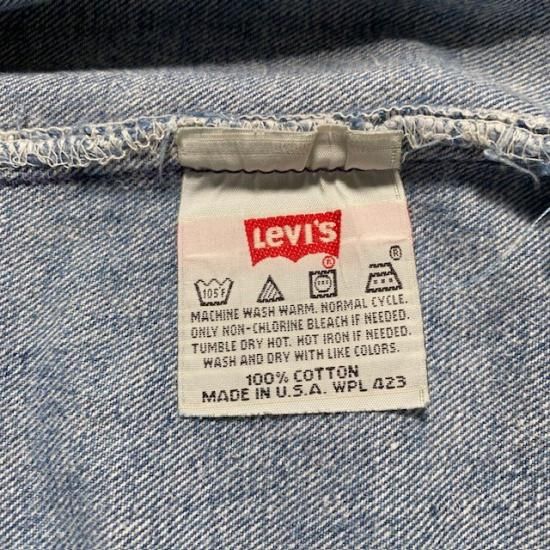 LEVI'S
®
®
105F
MACHINE WASH WARM. NORMAL CYCLE.
ONLY NON-CHLORINE BLEACH IF NEEDED.
TUMBLE DRY HOT. HOT IRON IF NEEDED.
WASH AND DRY WITH LIKE COLORS.
100% COTTON
MADE IN U.S.A. WPL 423